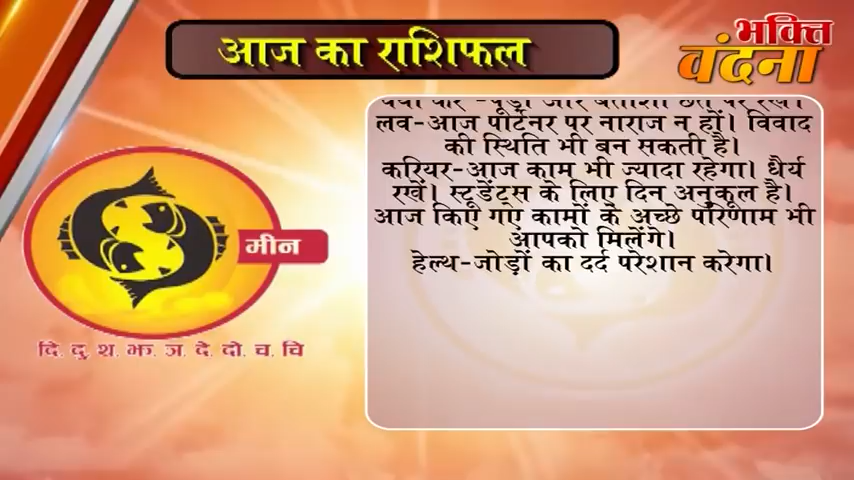 आज का राशिफल
भक्ति
वंदना
लव-आज पार्टनर पर नाराज न हों। विवाद
की स्थिति भी बन सकती है।
करियर-आज काम भी ज्यादा रहेगा। धैर्य
रखें। स्टूडेंट्स के लिए दिन अनुकूल है।
आज किए गए कामों के अच्छे परिणाम भी
आपको मिलेंगे।
हेल्थ-जोड़ों का दर्द परेशान करेगा।
मीन
दि. दु. श. झ. ञ. दे. दो. च. चि